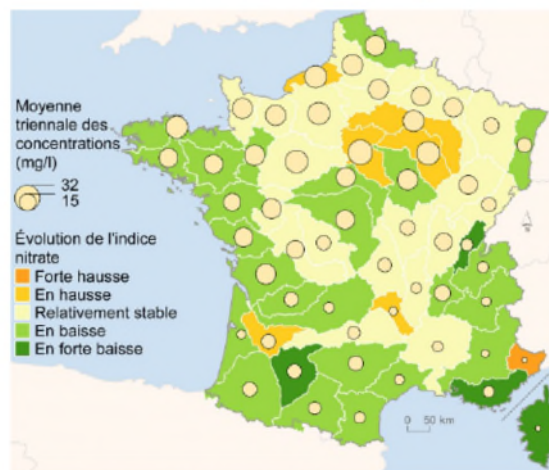 Moyenne
triennale des
concentrations
(mg/l)
32
15
Évolution de l'indice
nitrate
Forte hausse
En hausse
Relativement stable
En baisse
En forte baisse
0 50 km